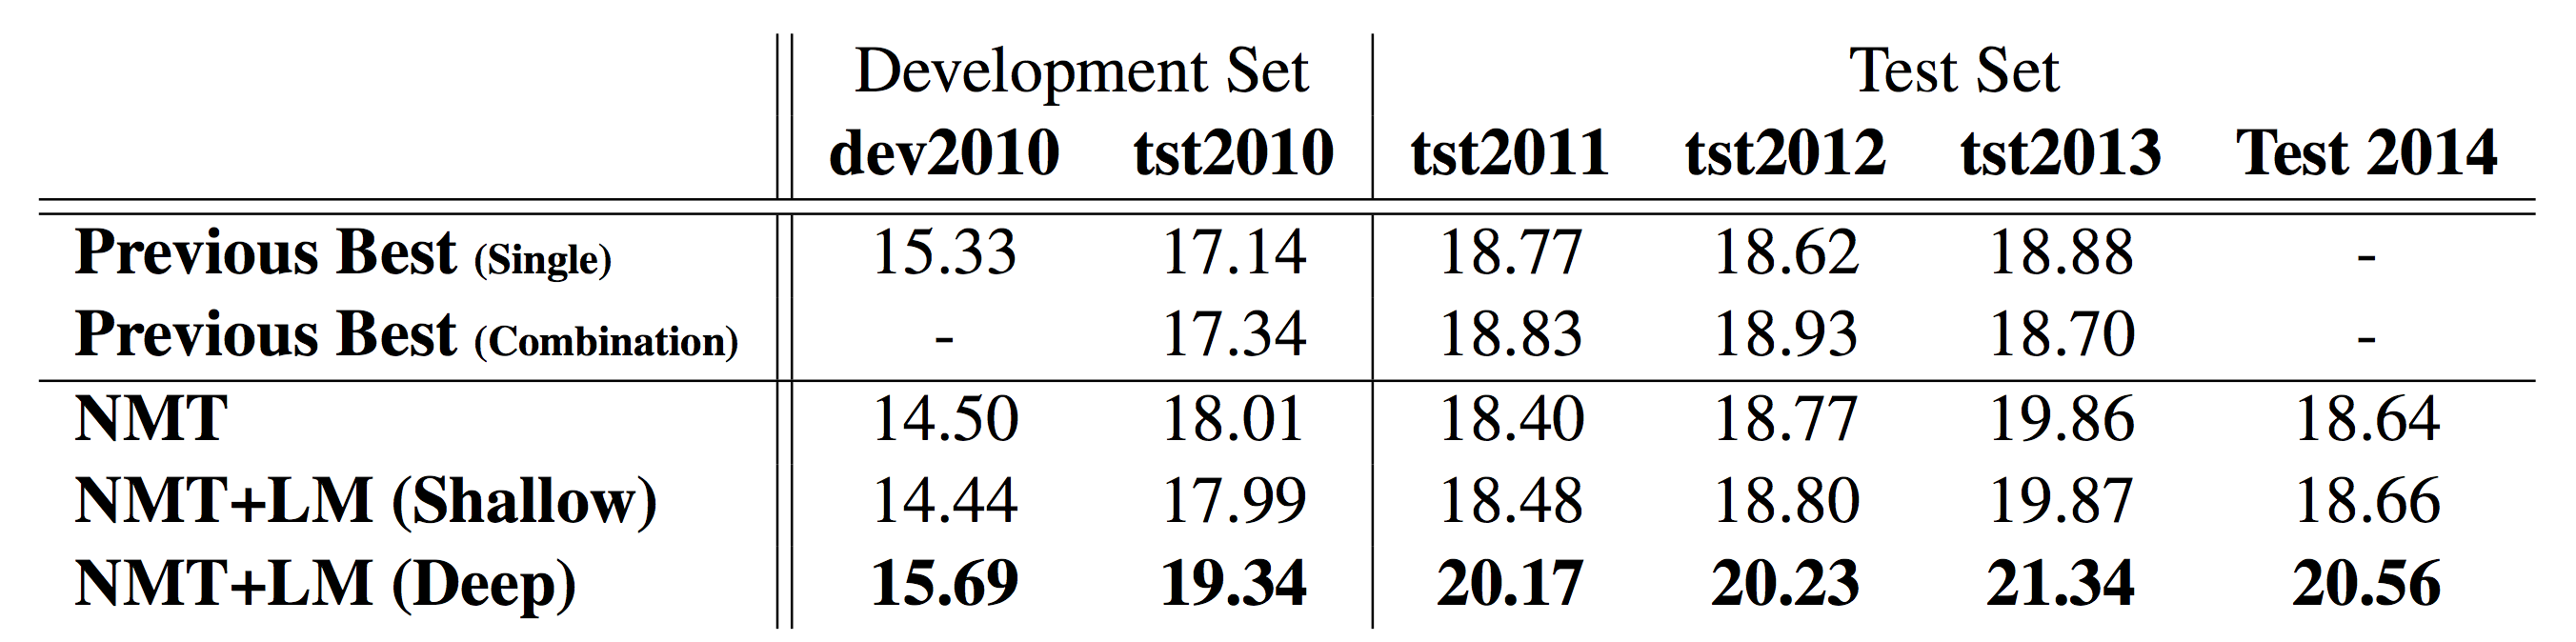 Development Set Test Set
dev2010 tst2010 tst2011 tst2012 tst2013 Test 2014
Previous Best (Single) 15.33 17.14 18.77 18.62 18.88 -
Previous Best (Combination) - 17.34 18.83 18.93 18.70 -
NMT 14.50 18.01 18.40 18.77 19.86 18.64
NMT+LM (Shallow) 14.44 17.99 18.48 18.80 19.87 18.66
NMT+LM (Deep) 15.69 19.34 20.17 20.23 21.34 20.56